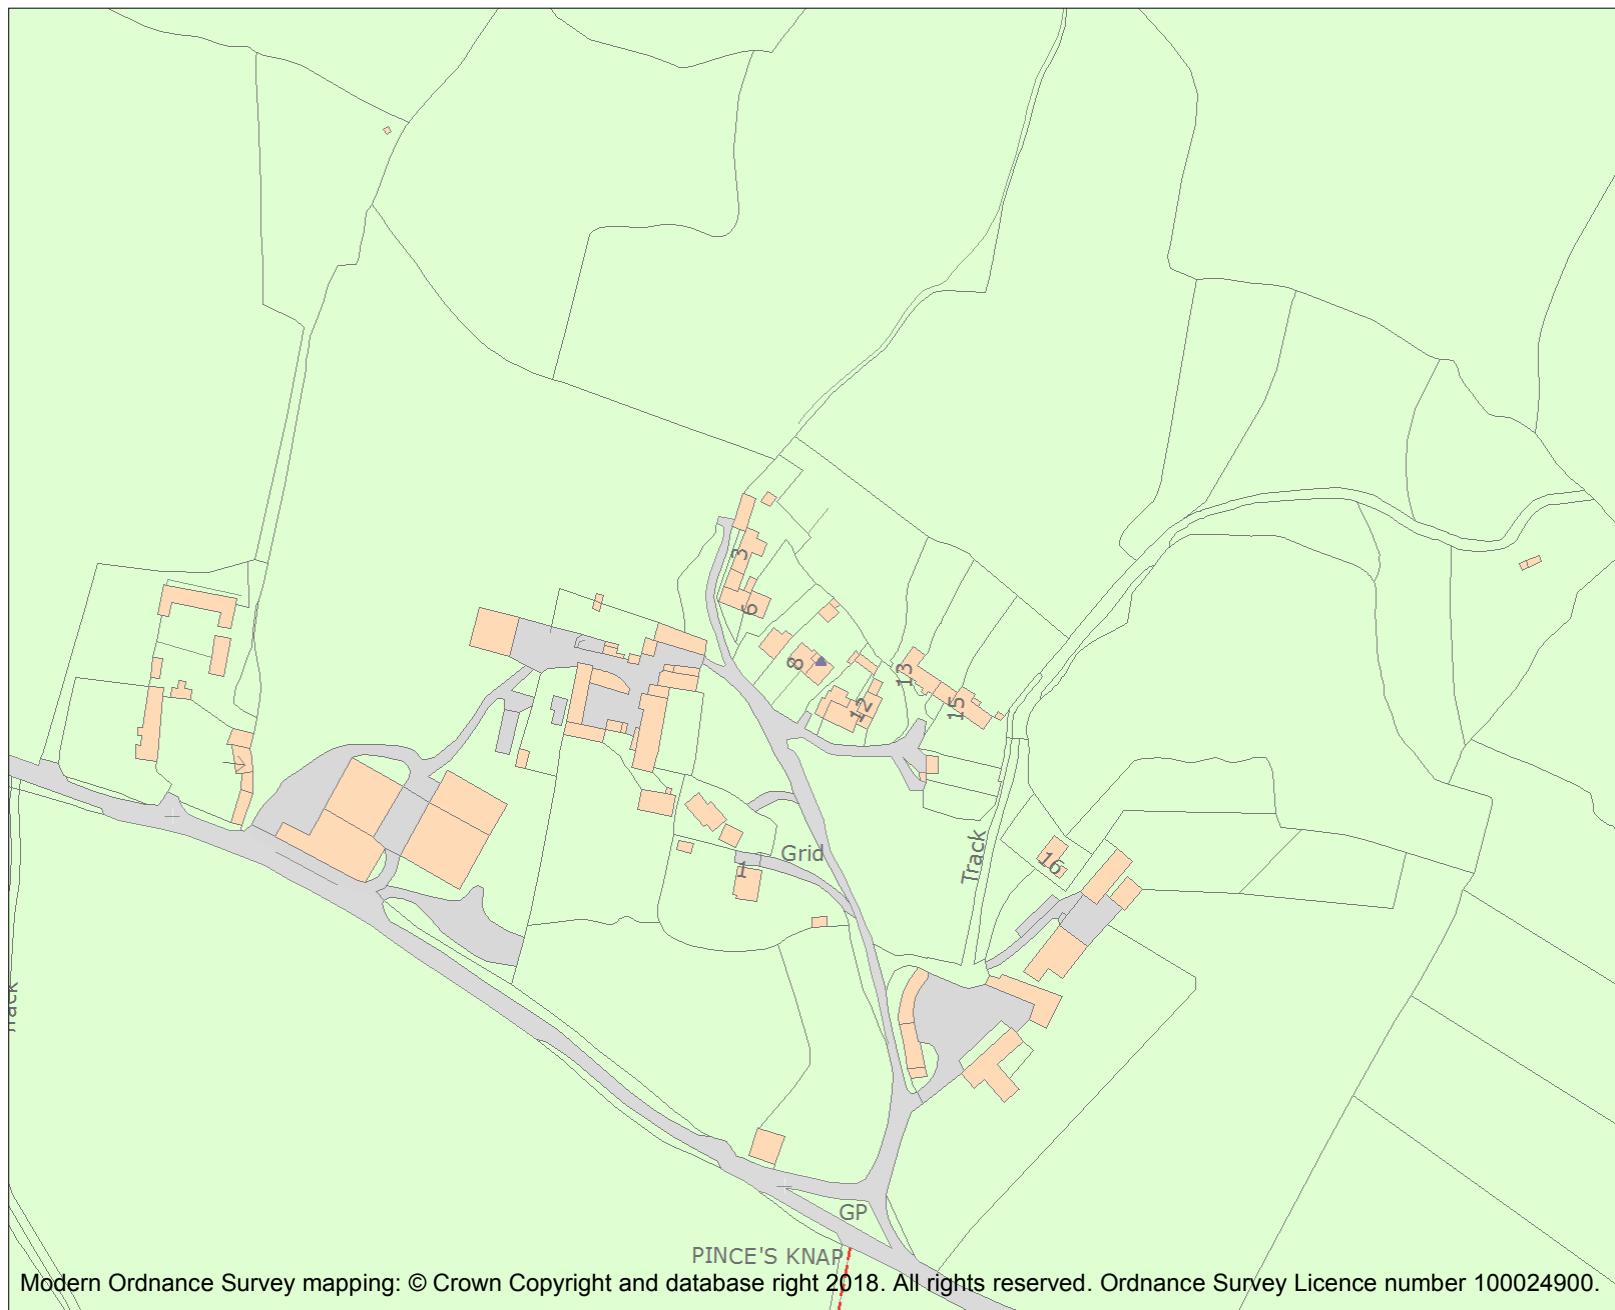 3
6
8
13
12
15
Grid
1
Track
16
GP
PINCE'S KNAP
Modern Ordnance Survey mapping: © Crown Copyright and database right 2018. All rights reserved. Ordnance Survey Licence number 100024900.